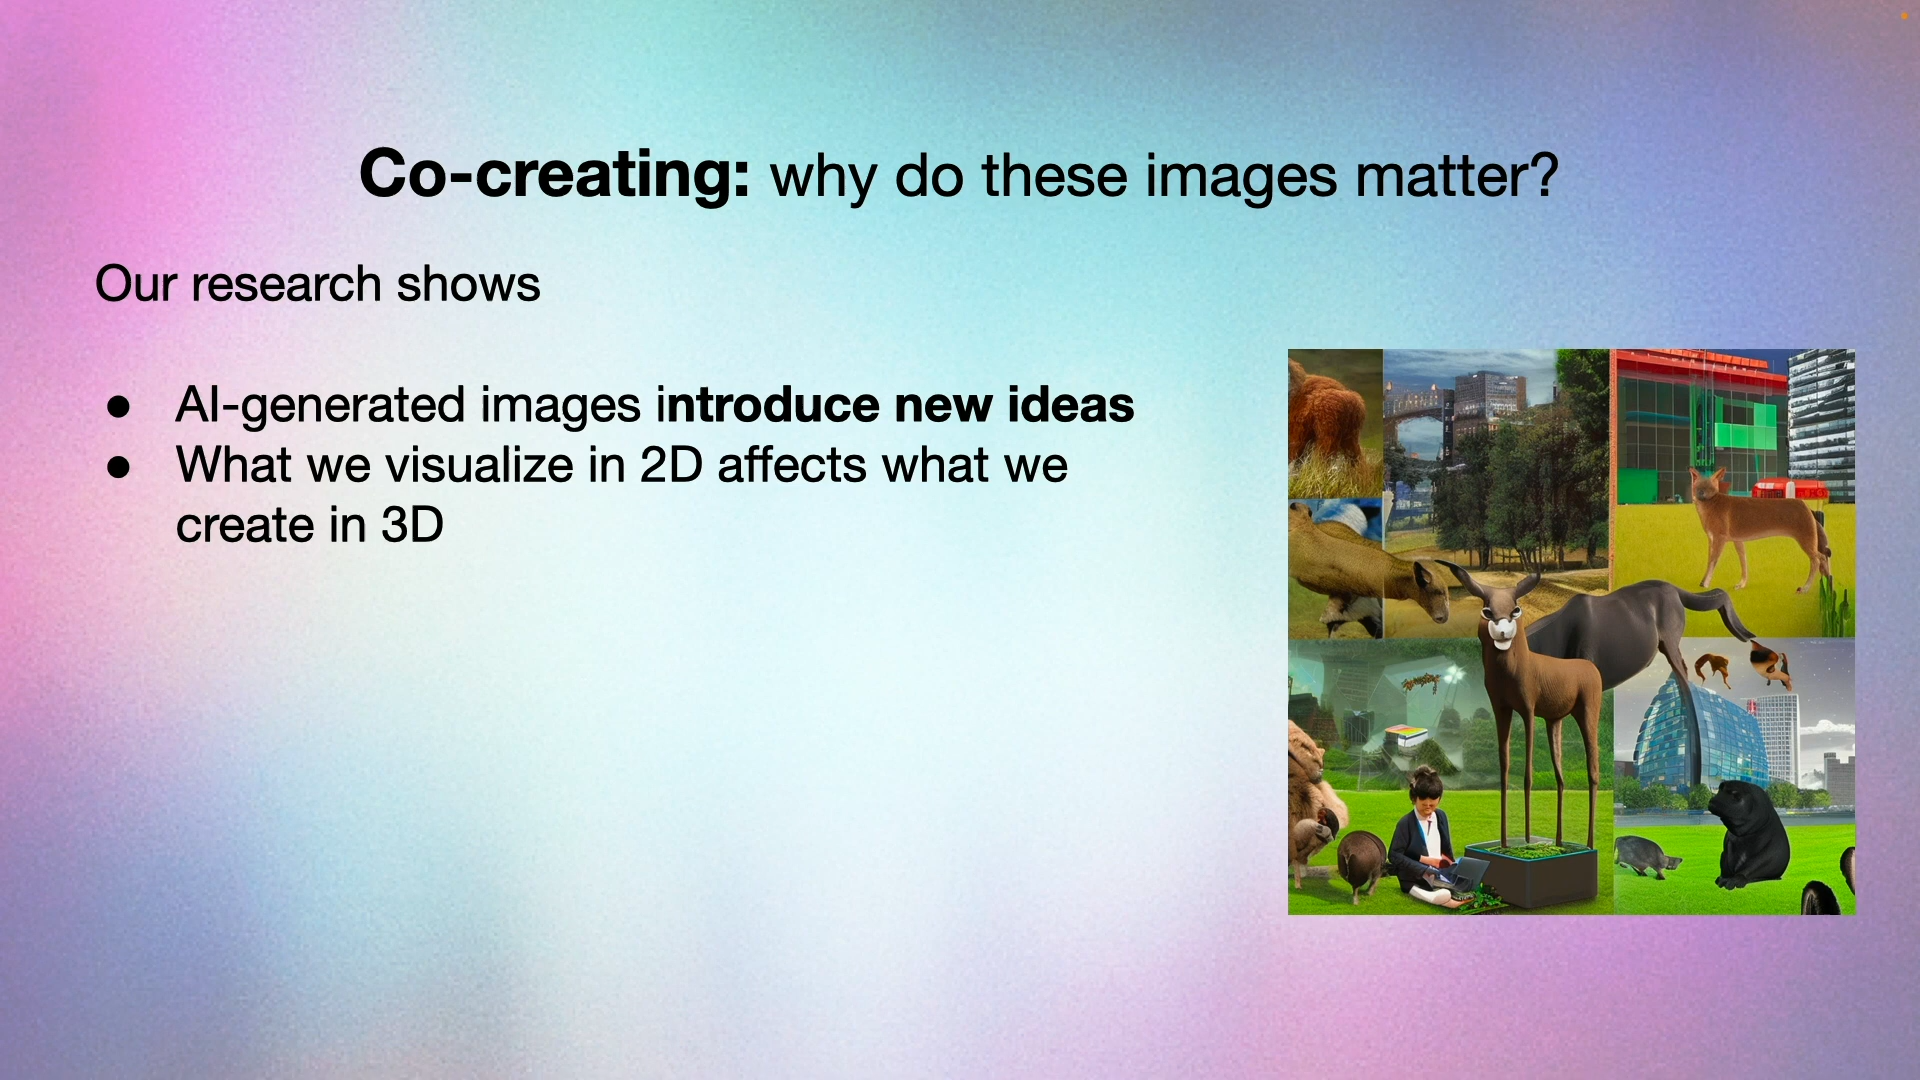 Co-creating: why do these images matter?
Our research shows
● AI-generated images introduce new ideas
● What we visualize in 2D affects what we
create in 3D